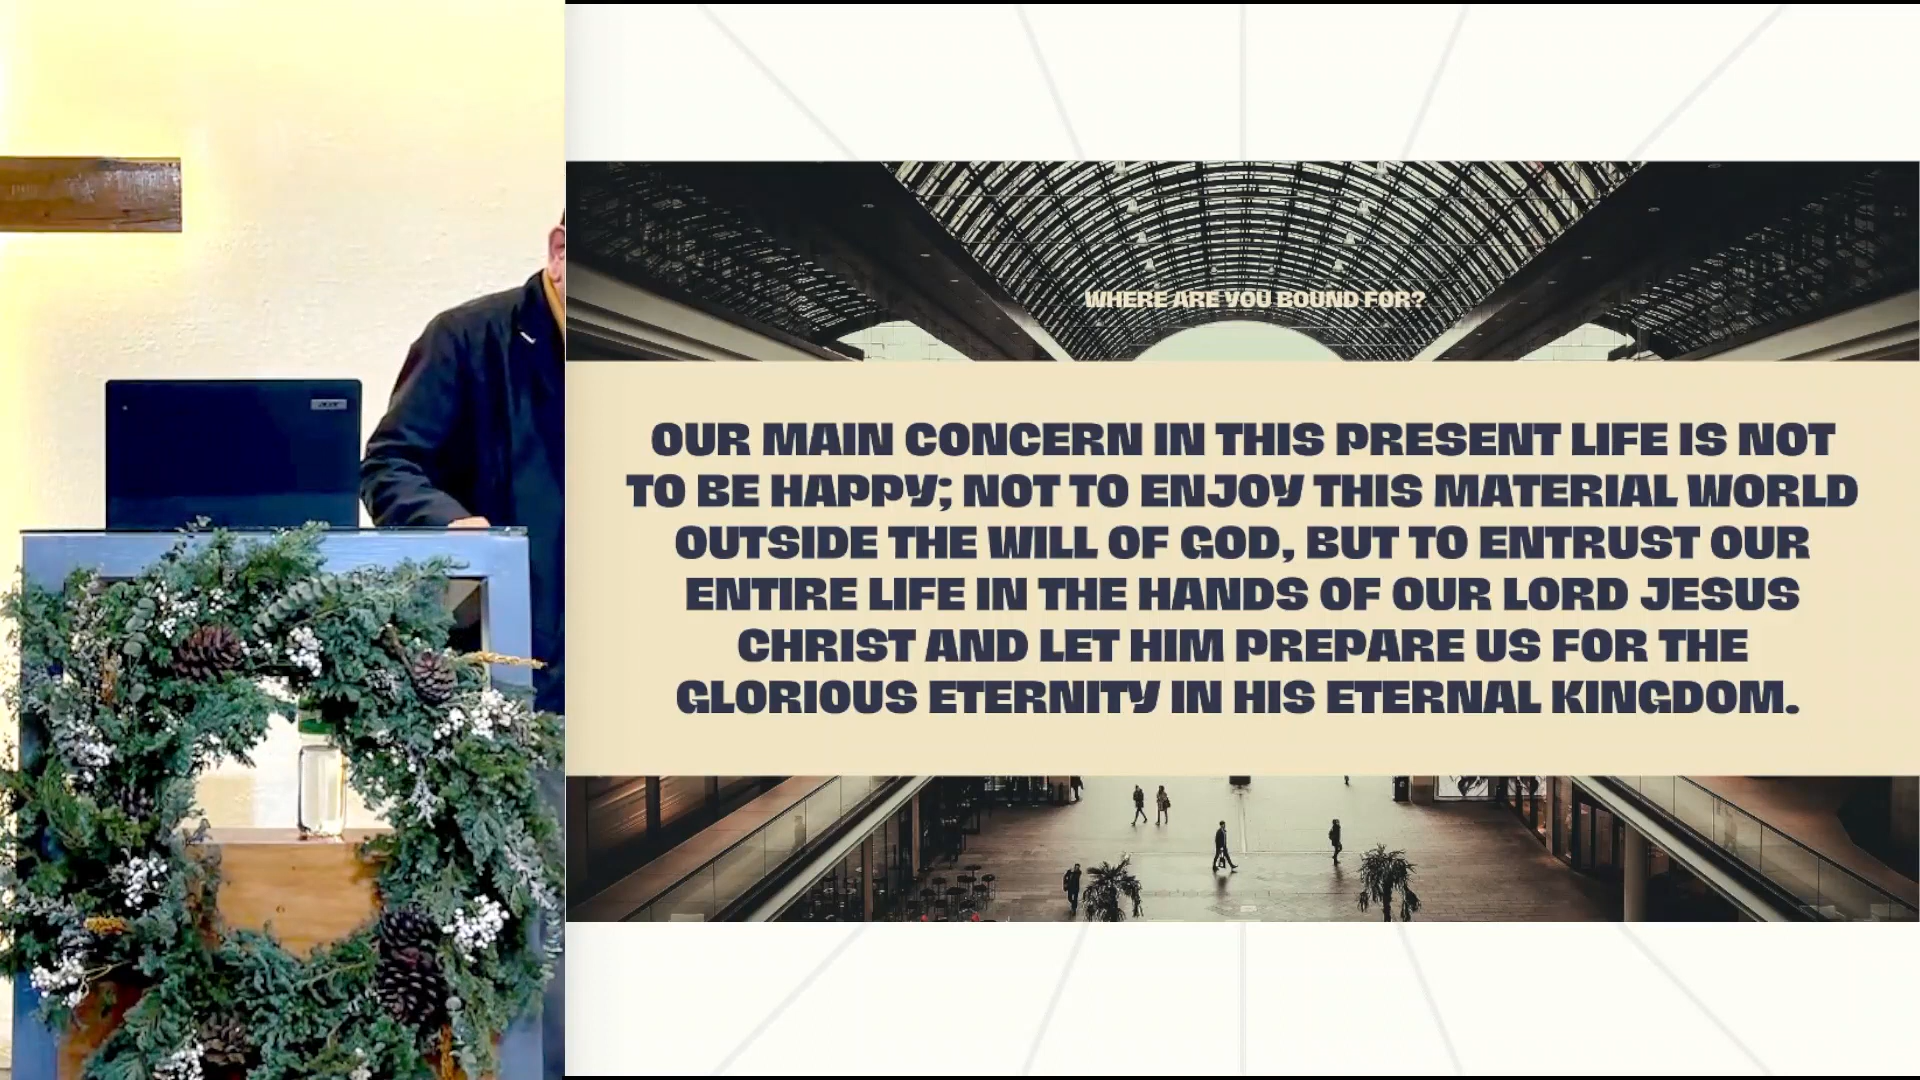 acer
WHERE ARE YOU BOUND FOR?
OUR MAIN CONCERN IN THIS PRESENT LIFE IS NOT
TO BE HAPPY; NOT TO ENJOY THIS MATERIAL WORLD
OUTSIDE THE WILL OF GOD, BUT TO ENTRUST OUR
ENTIRE LIFE IN THE HANDS OF OUR LORD JESUS
CHRIST AND LET HIM PREPARE US FOR THE
GLORIOUS ETERNITY IN HIS ETERNAL KINGDOM.